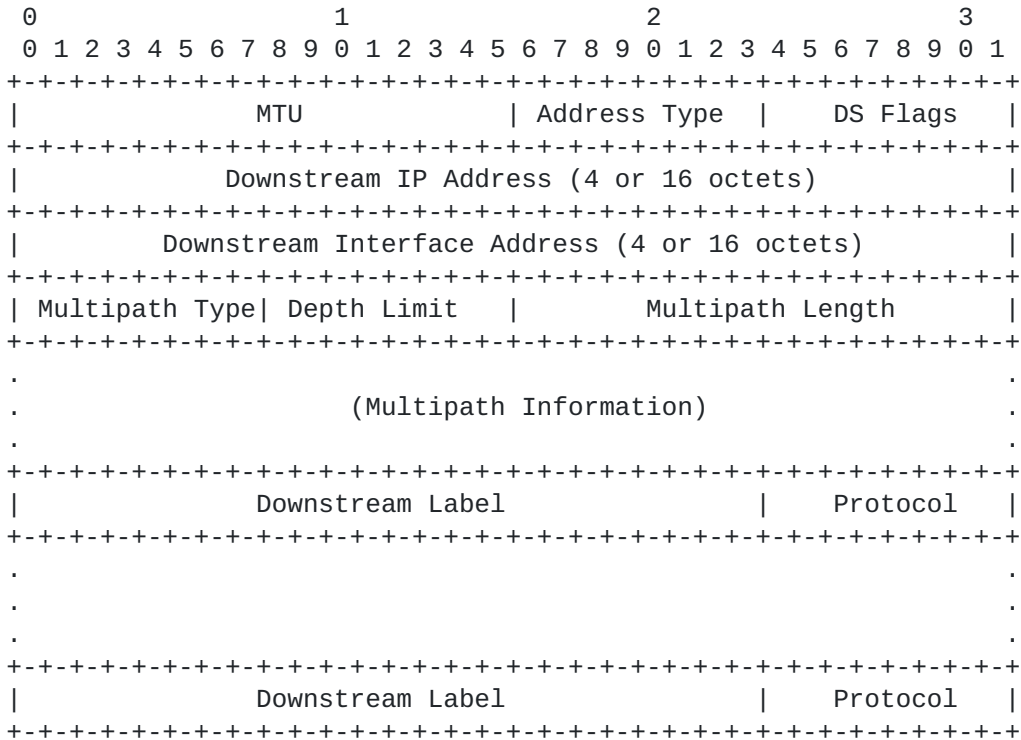 0                   1                   2                   3
 0 1 2 3 4 5 6 7 8 9 0 1 2 3 4 5 6 7 8 9 0 1 2 3 4 5 6 7 8 9 0 1
+-+-+-+-+-+-+-+-+-+-+-+-+-+-+-+-+-+-+-+-+-+-+-+-+-+-+-+-+-+-+-+-+
|               MTU             | Address Type  |    DS Flags   |
+-+-+-+-+-+-+-+-+-+-+-+-+-+-+-+-+-+-+-+-+-+-+-+-+-+-+-+-+-+-+-+-+
|             Downstream IP Address (4 or 16 octets)            |
+-+-+-+-+-+-+-+-+-+-+-+-+-+-+-+-+-+-+-+-+-+-+-+-+-+-+-+-+-+-+-+-+
|         Downstream Interface Address (4 or 16 octets)         |
+-+-+-+-+-+-+-+-+-+-+-+-+-+-+-+-+-+-+-+-+-+-+-+-+-+-+-+-+-+-+-+-+
| Multipath Type| Depth Limit   |        Multipath Length       |
+-+-+-+-+-+-+-+-+-+-+-+-+-+-+-+-+-+-+-+-+-+-+-+-+-+-+-+-+-+-+-+-+
.                                                               .
.                     (Multipath Information)                   .
.                                                               .
+-+-+-+-+-+-+-+-+-+-+-+-+-+-+-+-+-+-+-+-+-+-+-+-+-+-+-+-+-+-+-+-+
|               Downstream Label                |    Protocol   |
+-+-+-+-+-+-+-+-+-+-+-+-+-+-+-+-+-+-+-+-+-+-+-+-+-+-+-+-+-+-+-+-+
.                                                               .
.                                                               .
.                                                               .
+-+-+-+-+-+-+-+-+-+-+-+-+-+-+-+-+-+-+-+-+-+-+-+-+-+-+-+-+-+-+-+-+
|               Downstream Label                |    Protocol   |
+-+-+-+-+-+-+-+-+-+-+-+-+-+-+-+-+-+-+-+-+-+-+-+-+-+-+-+-+-+-+-+-+